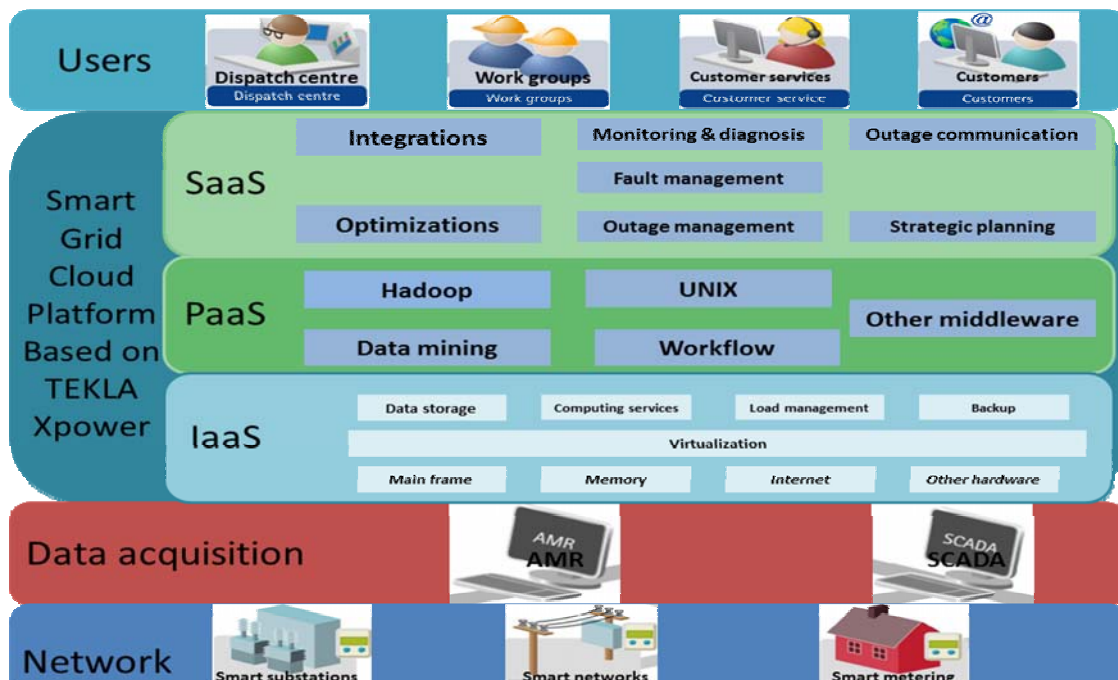 Users
Dispatch centre
Dispatch centre
Work groups
Work groups
Customer services
Customer service
@
Customers
Customers
Smart
Grid
Cloud
Platform
Based on
TEKLA
Xpower
SaaS
Integrations
Monitoring & diagnosis
Outage communication
Fault management
Optimizations
Outage management
Strategic planning
PaaS
Hadoop
UNIX
Other middleware
Data mining
Workflow
IaaS
Data storage
Computing services
Load management
Backup
Virtualization
Main frame
Memory
Internet
Other hardware
Data acquisition
AMR
AMR
SCADA
SCADA
Network
Smart substations
Smart networks
Smart metering